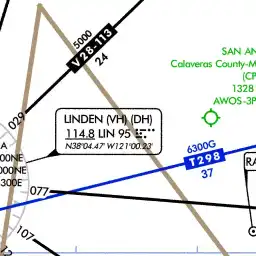 5000
V28-113
24
SAN AN
Calaveras County-M
(CP
1328
AWOS-3P
029
LINDEN (VH) (DH)
114.8 LIN 95
N38°04.47' W121°00.23'
A
00NE
000NE
300E
6300G
T298
37
RA
077
107